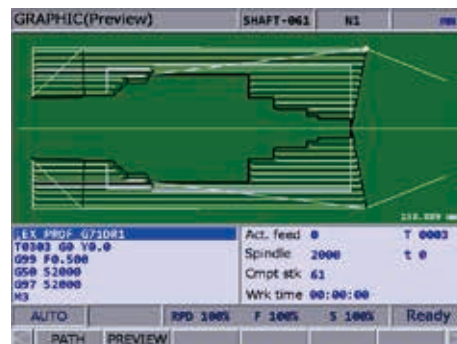 GRAPHIC(Preview) SHAFT-061 N1 mm
;EX PROF G71DR1
T0303 G0 Y0.0
G99 F0.500
G50 S2000
G97 S2000
M3
Act. feed 0 T 0003
Spindle 2000 t 0
Cmpt stk 61
Wrk time 00:00:00
AUTO RPD 100% F 100% S 100% Ready
PATH PREVIEW